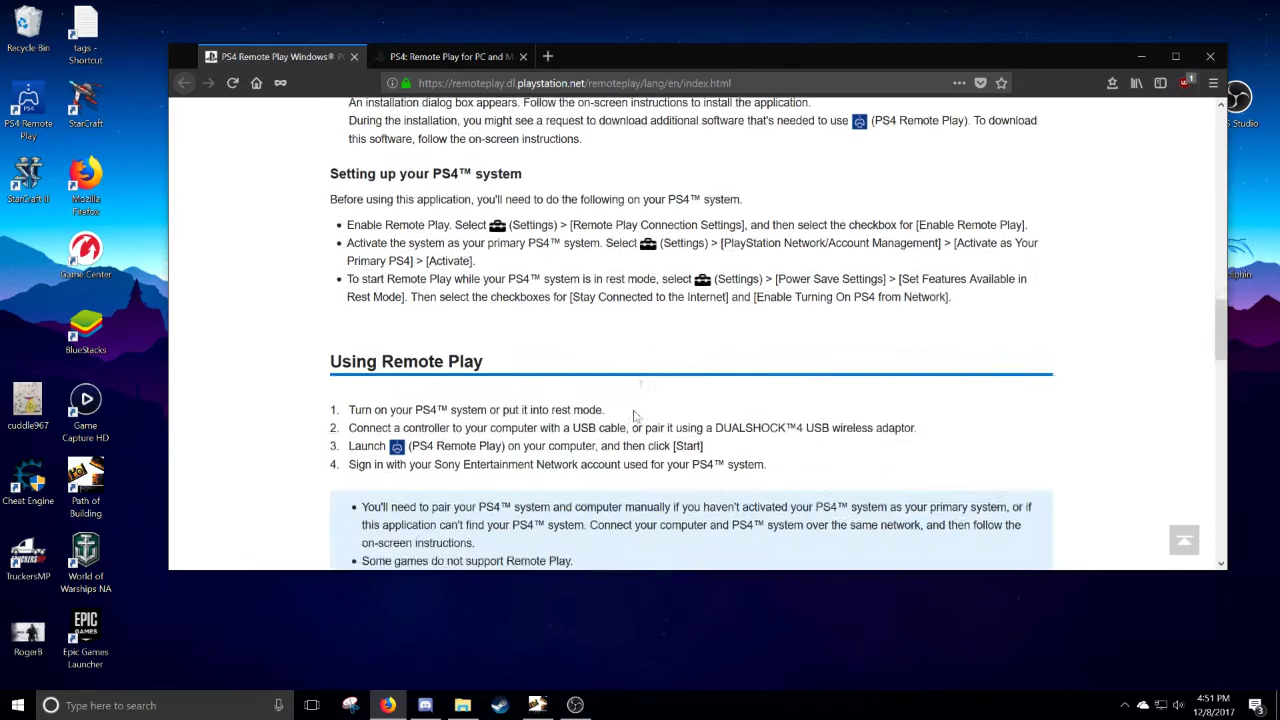 Recycle Bin
tags - Shortcut
PS4 Remote Play
StarCraft
StarCraft II
Mozilla Firefox
Game Center
BlueStacks
cuddle967
Game Capture HD
Cheat Engine
Path of Building
TruckersMP
World of Warships NA
RogerB
Epic Games Launcher
EPIC GAMES
S Studio
olphin
PS4 Remote Play Windows® PC
PS4: Remote Play for PC and M
https://remoteplay.dl.playstation.net/remoteplay/lang/en/index.html
1
An installation dialog box appears. Follow the on-screen instructions to install the application.
During the installation, you might see a request to download additional software that's needed to use (PS4 Remote Play). To download
this software, follow the on-screen instructions.
Setting up your PS4™ system
Before using this application, you'll need to do the following on your PS4™ system.
• Enable Remote Play. Select (Settings) > [Remote Play Connection Settings], and then select the checkbox for [Enable Remote Play].
• Activate the system as your primary PS4™ system. Select (Settings) > [PlayStation Network/Account Management] > [Activate as Your
Primary PS4] > [Activate].
• To start Remote Play while your PS4™ system is in rest mode, select (Settings) > [Power Save Settings] > [Set Features Available in
Rest Mode]. Then select the checkboxes for [Stay Connected to the Internet] and [Enable Turning On PS4 from Network].
Using Remote Play
1. Turn on your PS4™ system or put it into rest mode.
2. Connect a controller to your computer with a USB cable, or pair it using a DUALSHOCK™4 USB wireless adaptor.
3. Launch (PS4 Remote Play) on your computer, and then click [Start]
4. Sign in with your Sony Entertainment Network account used for your PS4™ system.
• You'll need to pair your PS4™ system and computer manually if you haven't activated your PS4™ system as your primary system, or if
this application can't find your PS4™ system. Connect your computer and PS4™ system over the same network, and then follow the
on-screen instructions.
• Some games do not support Remote Play.
Type here to search
4:51 PM
12/8/2017
3